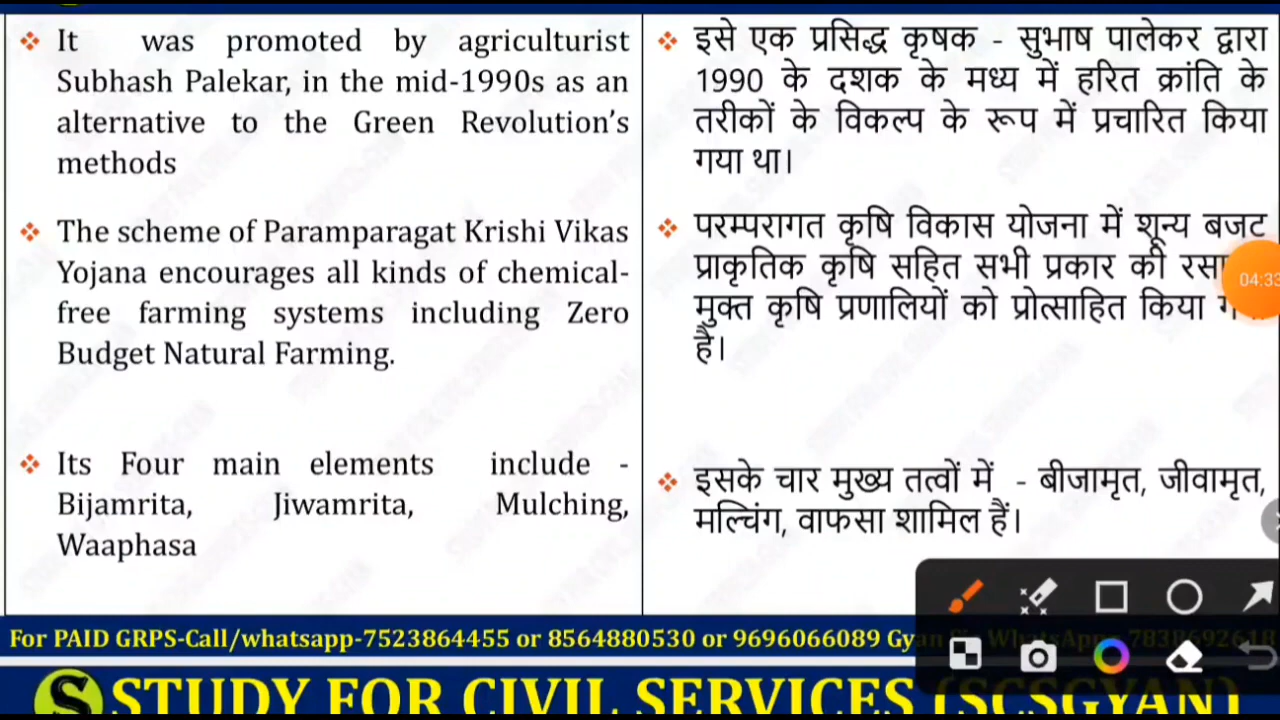 ❖ It was promoted by agriculturist
Subhash Palekar, in the mid-1990s as an
alternative to the Green Revolution's
methods
❖ The scheme of Paramparagat Krishi Vikas
Yojana encourages all kinds of chemical-
free farming systems including Zero
Budget Natural Farming.
❖ Its Four main elements include -
Bijamrita, Jiwamrita, Mulching,
Waaphasa
❖ इसे एक प्रसिद्ध कृषक - सुभाष पालेकर द्वारा
1990 के दशक के मध्य में हरित क्रांति के
तरीकों के विकल्प के रूप में प्रचारित किया
गया था।
❖ परम्परागत कृषि विकास योजना में शून्य बजट
प्राकृतिक कृषि सहित सभी प्रकार की
मुक्त कृषि प्रणालियों को प्रोत्साहित किया
है।
❖ इसके चार मुख्य तत्वों में - बीजामृत, जीवामृत,
मल्चिंग, वाफसा शामिल हैं।
04:33
For PAID GRPS-Call/whatsapp-7523864455 or 8564880530 or 9696066089
S STUDY FOR CIVIL SERVICES (SCSGYAN)